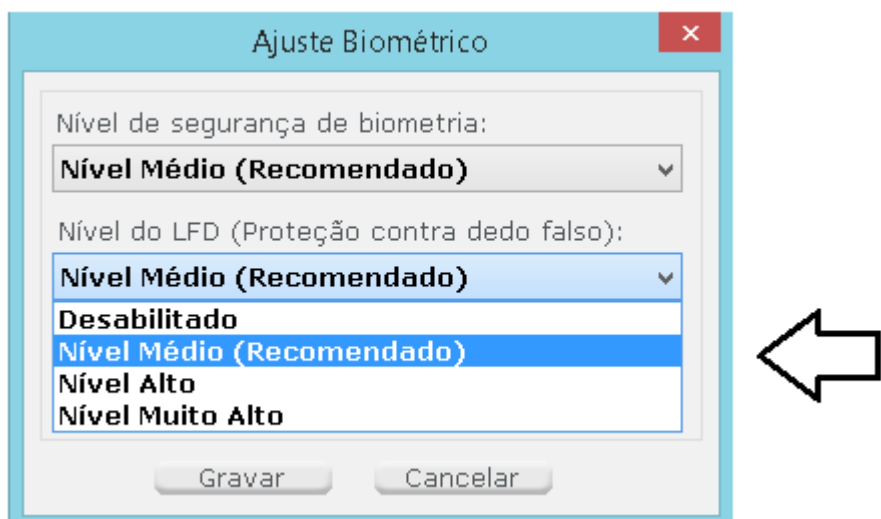 Ajuste Biométrico
Nível de segurança de biometria:
Nível Médio (Recomendado)
Nível do LFD (Proteção contra dedo falso):
Nível Médio (Recomendado)
Desabilitado
Nível Médio (Recomendado)
Nível Alto
Nível Muito Alto
Gravar Cancelar